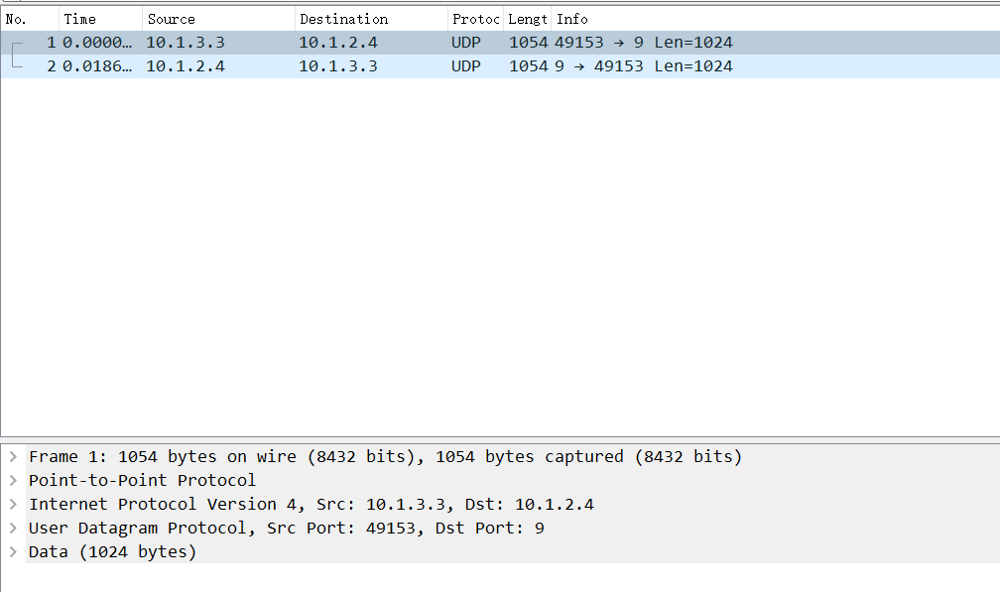 No. Time Source Destination Protoc Lengt Info
1 0.0000… 10.1.3.3 10.1.2.4 UDP 1054 49153 → 9 Len=1024
2 0.0186… 10.1.2.4 10.1.3.3 UDP 1054 9 → 49153 Len=1024
Frame 1: 1054 bytes on wire (8432 bits), 1054 bytes captured (8432 bits)
Point-to-Point Protocol
Internet Protocol Version 4, Src: 10.1.3.3, Dst: 10.1.2.4
User Datagram Protocol, Src Port: 49153, Dst Port: 9
Data (1024 bytes)